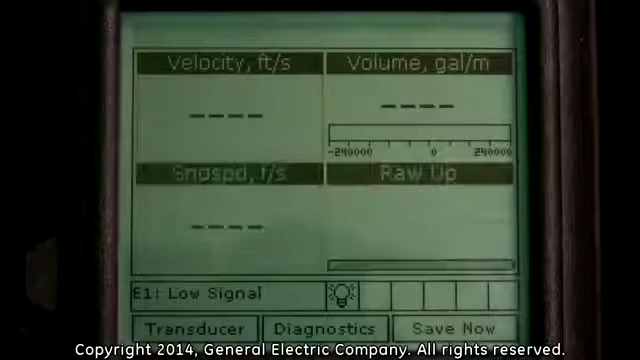 Velocity, ft/s
Volume, gal/m
----
----
-240000 0 240000
Sndspd, f/s
Raw Up
----
E1: Low Signal
Transducer
Diagnostics
Save Now
Copyright 2014, General Electric Company. All rights reserved.